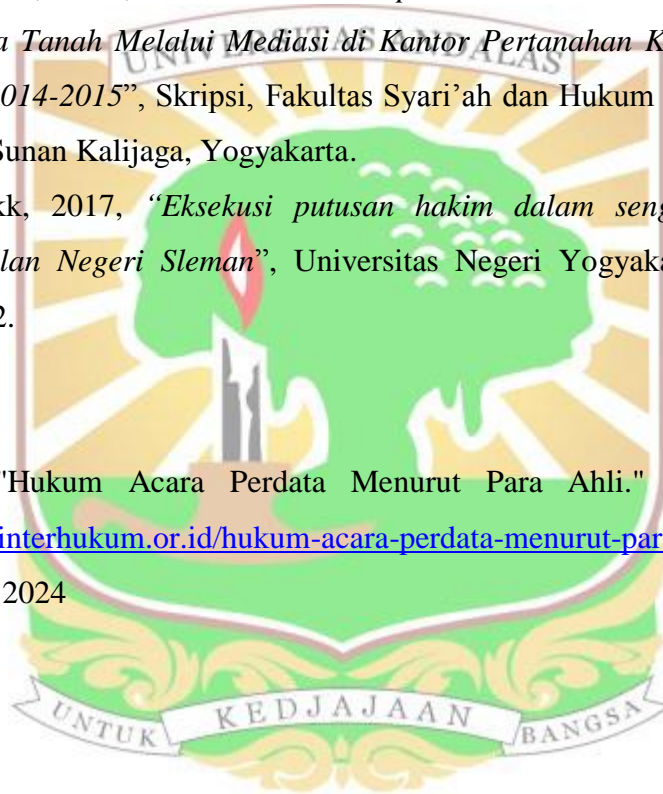 a Tanah Melalui Mediasi di Kantor Pertanahan K
UNIVERSITAS ANDALAS
014-2015”, Skripsi, Fakultas Syari’ah dan Hukum
Sunan Kalijaga, Yogyakarta.
kk, 2017, “Eksekusi putusan hakim dalam seng
lan Negeri Sleman”, Universitas Negeri Yogyaka
2.
"Hukum Acara Perdata Menurut Para Ahli."
interhukum.or.id/hukum-acara-perdata-menurut-par
2024
UNTUK KEDJAJAAN BANGSA